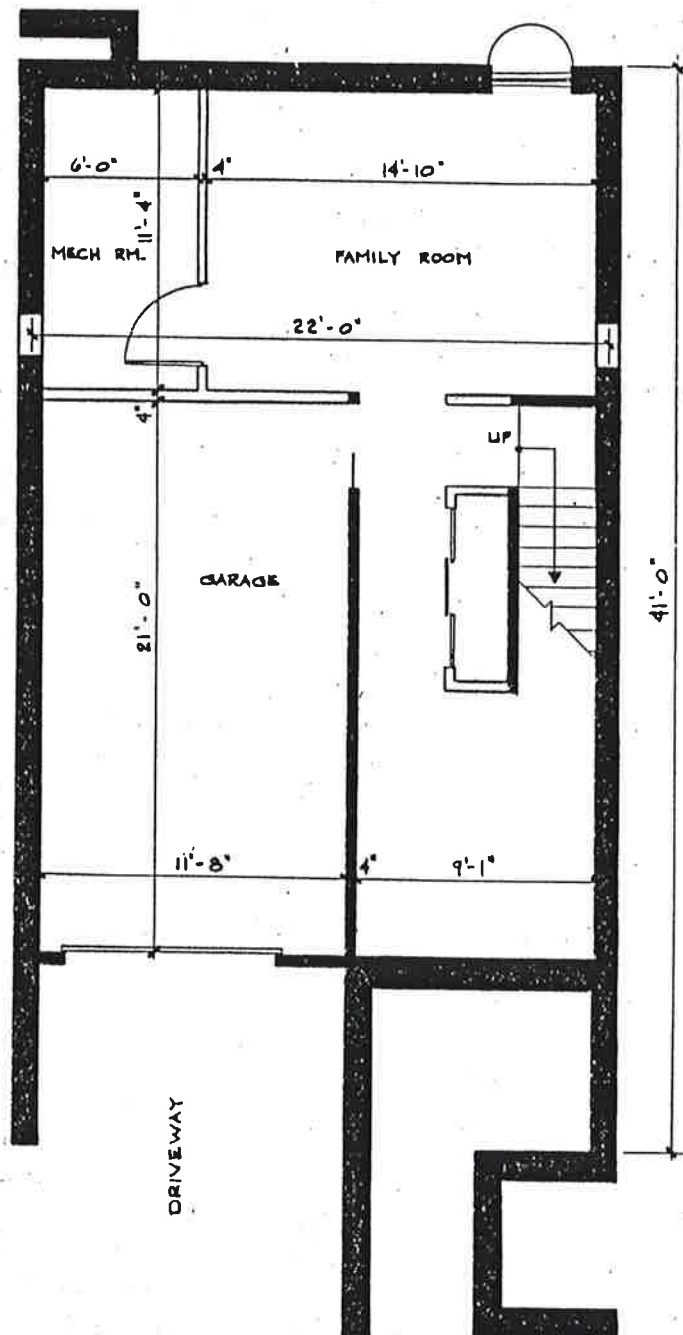 6'-0"
4"
14'-10"
11'-4"
MECH RM.
FAMILY ROOM
22'-0"
4"
UP
GARAGE
21'-0"
41'-0"
11'-8"
4"
9'-1"
DRIVEWAY